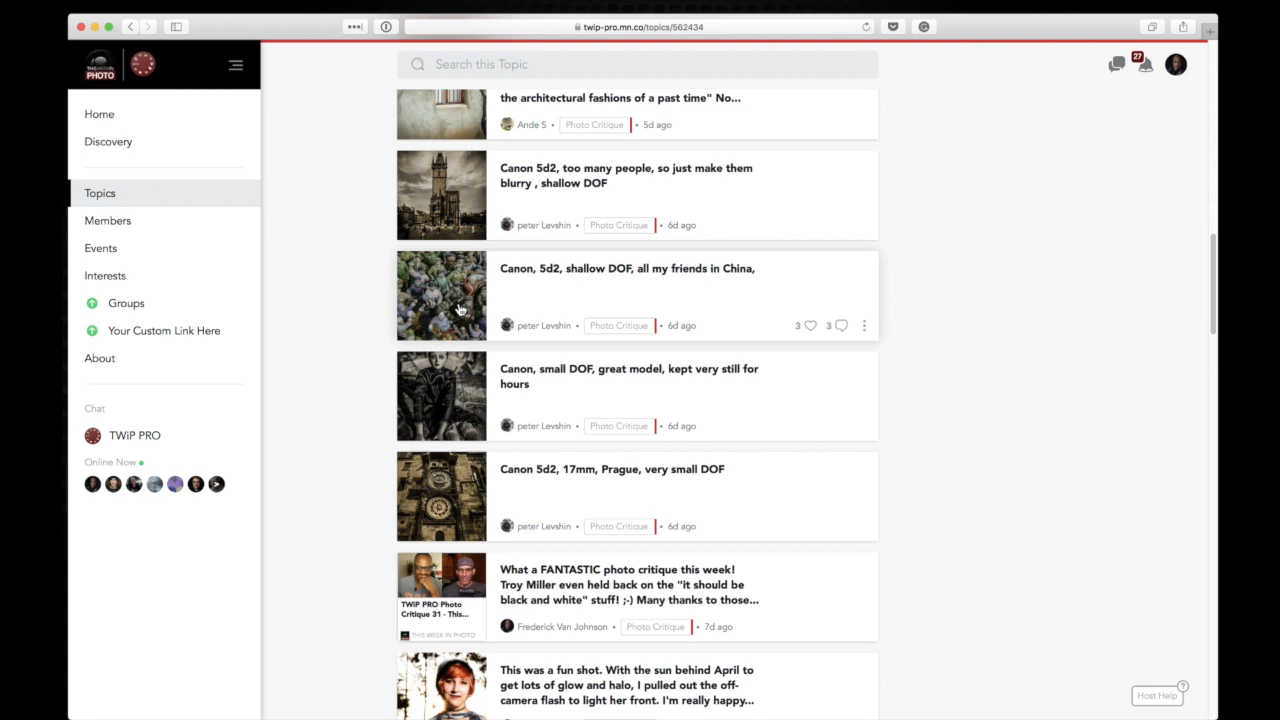 twip-pro.mn.co/topics/562434
THIS WEEK IN
PHOTO
Search this Topic
27
Home
Discovery
Topics
Members
Events
Interests
Groups
Your Custom Link Here
About
Chat
TWiP PRO
Online Now
the architectural fashions of a past time" No...
Ande S • Photo Critique • 5d ago
Canon 5d2, too many people, so just make them
blurry , shallow DOF
peter Levshin • Photo Critique • 6d ago
Canon, 5d2, shallow DOF, all my friends in China,
peter Levshin • Photo Critique • 6d ago
3 3
Canon, small DOF, great model, kept very still for
hours
peter Levshin • Photo Critique • 6d ago
Canon 5d2, 17mm, Prague, very small DOF
peter Levshin • Photo Critique • 6d ago
TWiP PRO Photo
Critique 31 - This...
THIS WEEK IN PHOTO
What a FANTASTIC photo critique this week!
Troy Miller even held back on the "it should be
black and white" stuff! ;-) Many thanks to those...
Frederick Van Johnson • Photo Critique • 7d ago
This was a fun shot. With the sun behind April to
get lots of glow and halo, I pulled out the off-
camera flash to light her front. I'm really happy...
Host Help ?